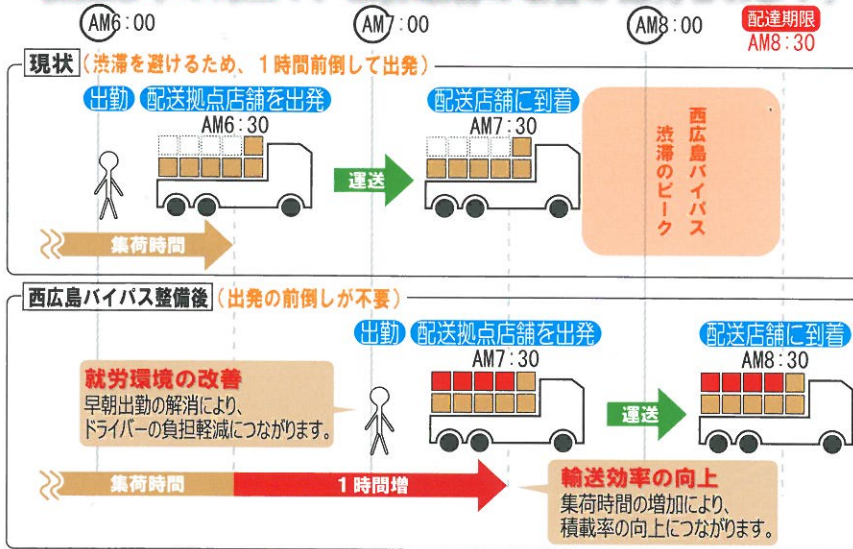 AM6:00
AM7:00
AM8:00
配達期限
AM8:30
現状(渋滞を避けるため、1時間前倒して出発)
出勤
配送拠点店舗を出発
AM6:30
配送店舗に到着
AM7:30
運送
西広島バイパス
渋滞のピーク
集荷時間
西広島バイパス整備後(出発の前倒しが不要)
出勤
配送拠点店舗を出発
AM7:30
配送店舗に到着
AM8:30
就労環境の改善
早朝出勤の解消により、
ドライバーの負担軽減につながります。
運送
集荷時間
1時間増
輸送効率の向上
集荷時間の増加により、
積載率の向上につながります。